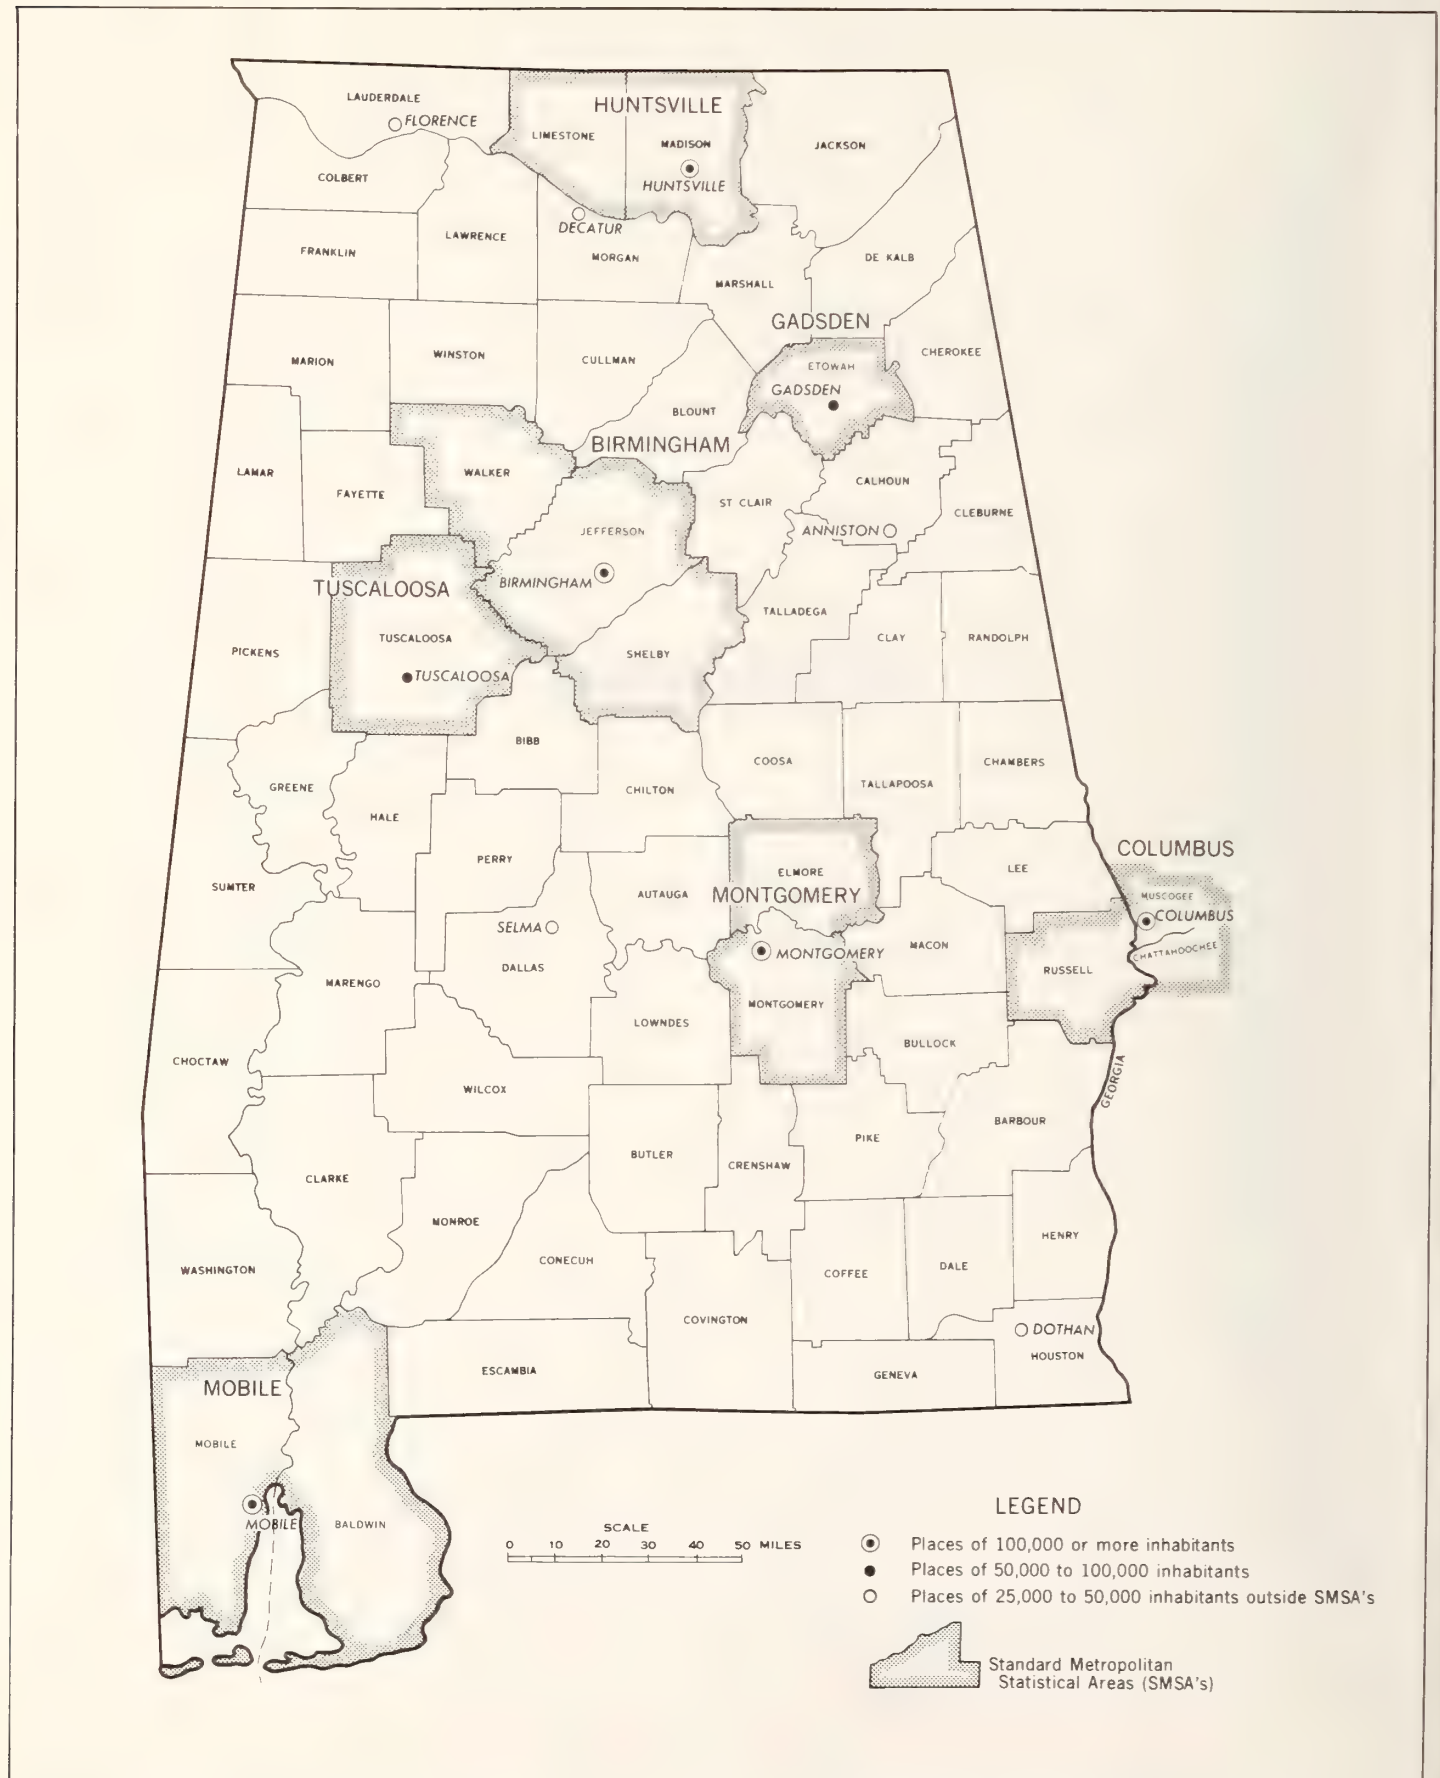 LAUDERDALE
FLORENCE
HUNTSVILLE
LIMESTONE
MADISON
HUNTSVILLE
JACKSON
COLBERT
LAWRENCE
DECATUR
MORGAN
FRANKLIN
MARSHALL
DE KALB
GADSDEN
MARION
WINSTON
CULLMAN
ETOWAH
GADSDEN
CHEROKEE
BLOUNT
BIRMINGHAM
LAMAR
FAYETTE
WALKER
ST CLAIR
CALHOUN
CLEBURNE
JEFFERSON
ANNISTON
BIRMINGHAM
TUSCALOOSA
TUSCALOOSA
TUSCALOOSA
PICKENS
SHELBY
TALLADEGA
CLAY
RANDOLPH
BIBB
COOSA
TALLAPOOSA
CHAMBERS
GREENE
HALE
CHILTON
PERRY
SUMTER
AUTAUGA
ELMORE
MONTGOMERY
LEE
COLUMBUS
MUSCOGEE
COLUMBUS
CHATTAHOOCHEE
SELMA
DALLAS
MONTGOMERY
MACON
RUSSELL
MARENGO
LOWNDES
MONTGOMERY
BULLOCK
CHOCTAW
WILCOX
GEORGIA
BARBOUR
PIKE
BUTLER
CRENSHAW
CLARKE
MONROE
CONECUH
HENRY
WASHINGTON
COFFEE
DALE
COVINGTON
DOTHAN
HOUSTON
ESCAMBIA
GENEVA
MOBILE
MOBILE
MOBILE
BALDWIN
SCALE
0 10 20 30 40 50 MILES
LEGEND
Places of 100,000 or more inhabitants
Places of 50,000 to 100,000 inhabitants
Places of 25,000 to 50,000 inhabitants outside SMSA's
Standard Metropolitan
Statistical Areas (SMSA's)